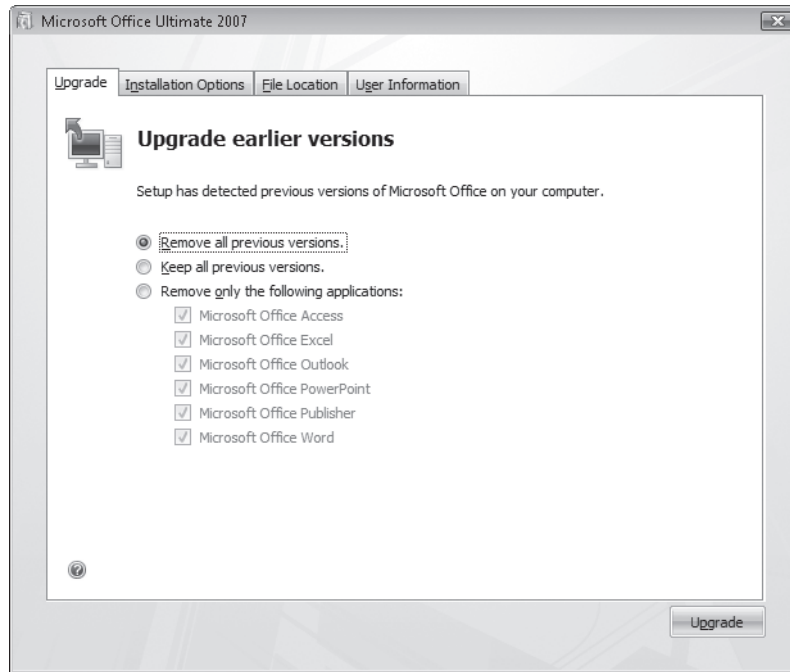 Microsoft Office Ultimate 2007
Upgrade
Installation Options
File Location
User Information
Upgrade earlier versions
Setup has detected previous versions of Microsoft Office on your computer.
Remove all previous versions.
Keep all previous versions.
Remove only the following applications:
Microsoft Office Access
Microsoft Office Excel
Microsoft Office Outlook
Microsoft Office PowerPoint
Microsoft Office Publisher
Microsoft Office Word
?
Upgrade